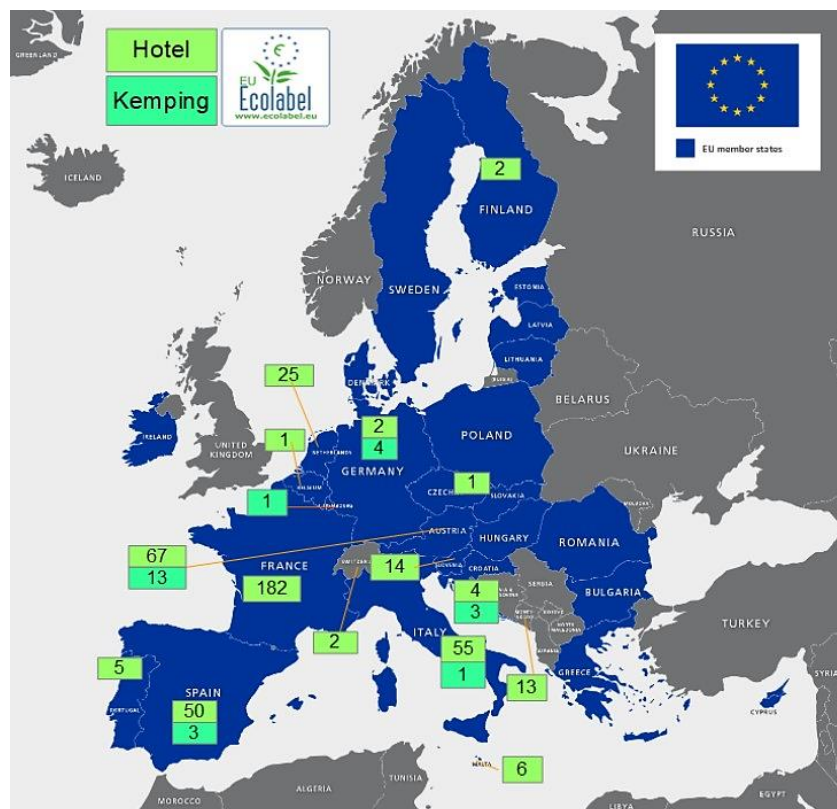 GREENLAND
Hotel
Kemping
EU
Ecolabel
www.ecolabel.eu
EU member states
ICELAND
2
FINLAND
RUSSIA
NORWAY
SWEDEN
ESTONIA
LATVIA
LITHUANIA
25
DENMARK
BELARUS
IRELAND
UNITED
KINGDOM
1
NETHERLANDS
2
4
POLAND
GERMANY
UKRAINE
BELGIUM
1
LUXEMBOURG
CZECH
1
SLOVAKIA
MOLDOVA
AUSTRIA
HUNGARY
ROMANIA
67
13
FRANCE
182
SWITZERL
14
SLOVENIA
CROATIA
SERBIA
4
3
BULGARIA
2
ITALY
55
1
13
ALBANIA
GREECE
TURKEY
5
PORTUGAL
SPAIN
50
3
MALTA
6
CYPRUS
SYRIA
MOROCCO
ALGERIA
TUNISIA
LIBYA
EGYPT